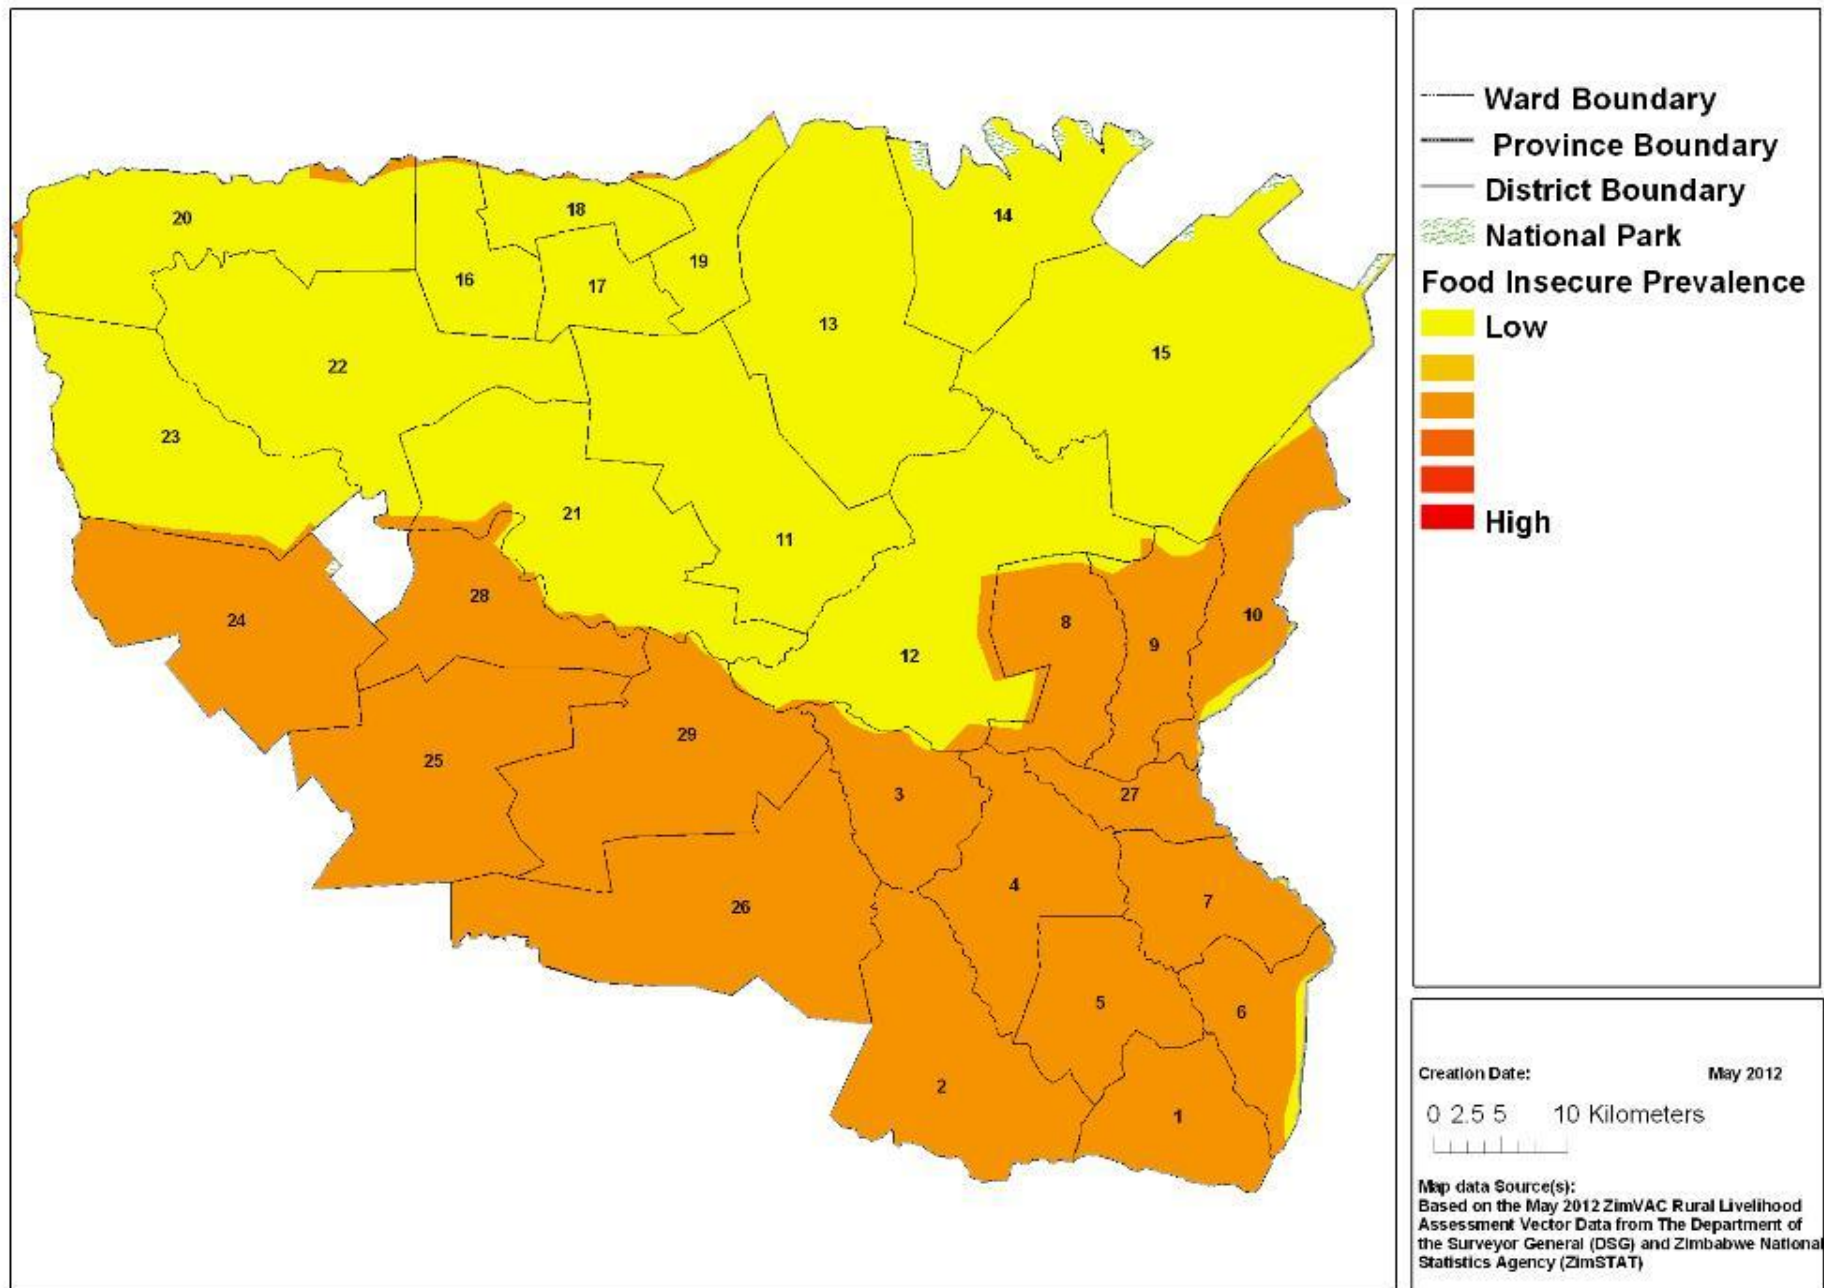 20
18
14
19
16
17
13
15
22
23
21
11
28
8
10
24
9
12
29
25
3
27
4
7
26
5
6
2
1
Ward Boundary
Province Boundary
District Boundary
National Park
Food Insecure Prevalence
Low
High
Creation Date: May 2012
0 2.5 5 10 Kilometers
Map data Source(s):
Based on the May 2012 ZimVAC Rural Livelihood
Assessment Vector Data from The Department of
the Surveyor General (DSG) and Zimbabwe National
Statistics Agency (ZimSTAT)